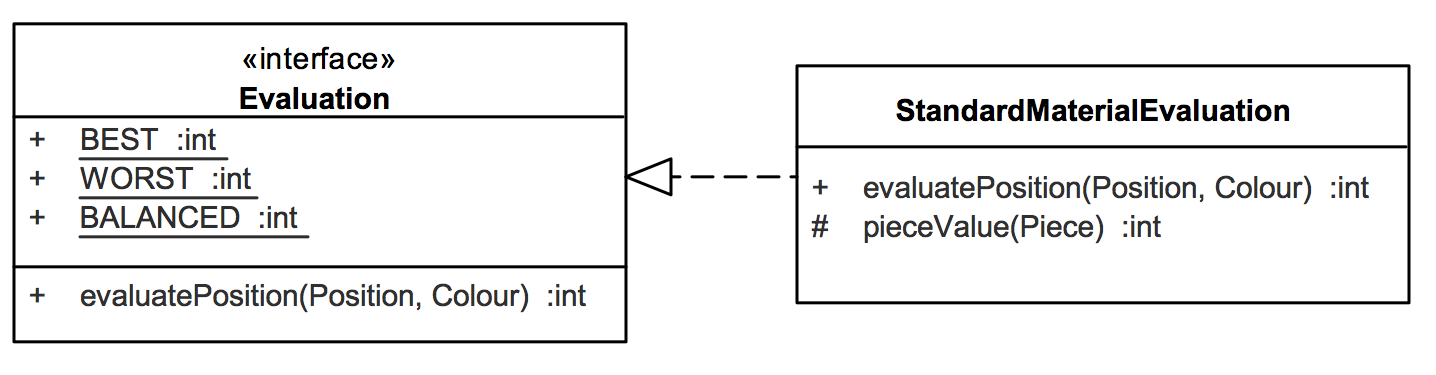 «interface»
Evaluation
+ BEST :int
+ WORST :int
+ BALANCED :int
+ evaluatePosition(Position, Colour) :int
StandardMaterialEvaluation
+ evaluatePosition(Position, Colour) :int
# pieceValue(Piece) :int